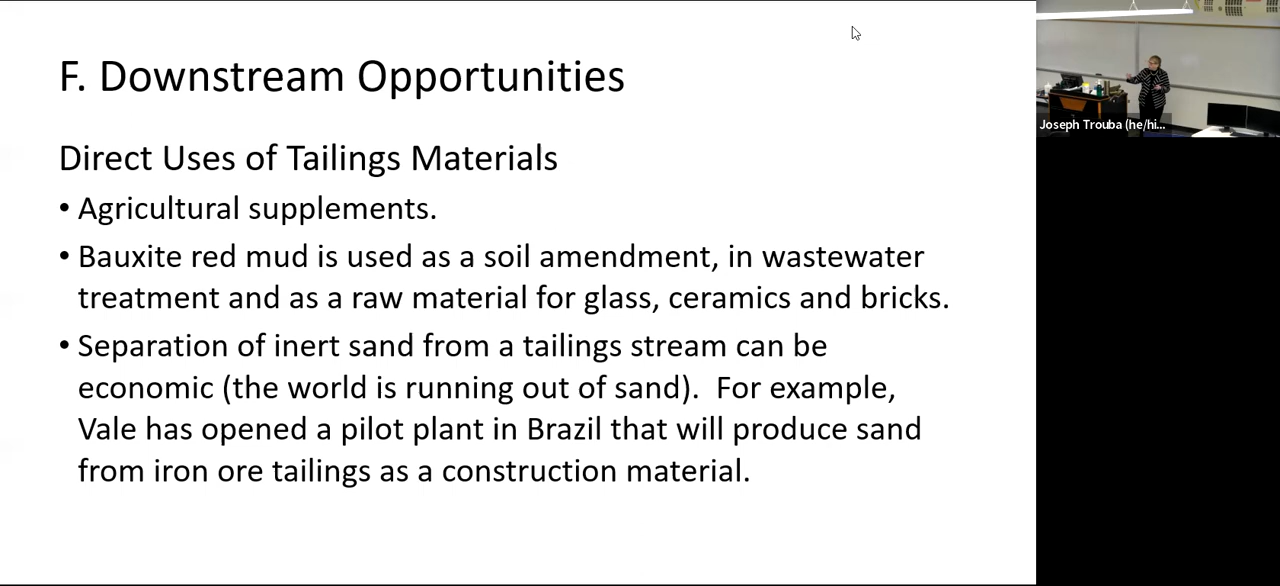 F. Downstream Opportunities
Direct Uses of Tailings Materials
• Agricultural supplements.
• Bauxite red mud is used as a soil amendment, in wastewater
treatment and as a raw material for glass, ceramics and bricks.
• Separation of inert sand from a tailings stream can be
economic (the world is running out of sand).  For example,
Vale has opened a pilot plant in Brazil that will produce sand
from iron ore tailings as a construction material.
Joseph Trouba (he/hi...